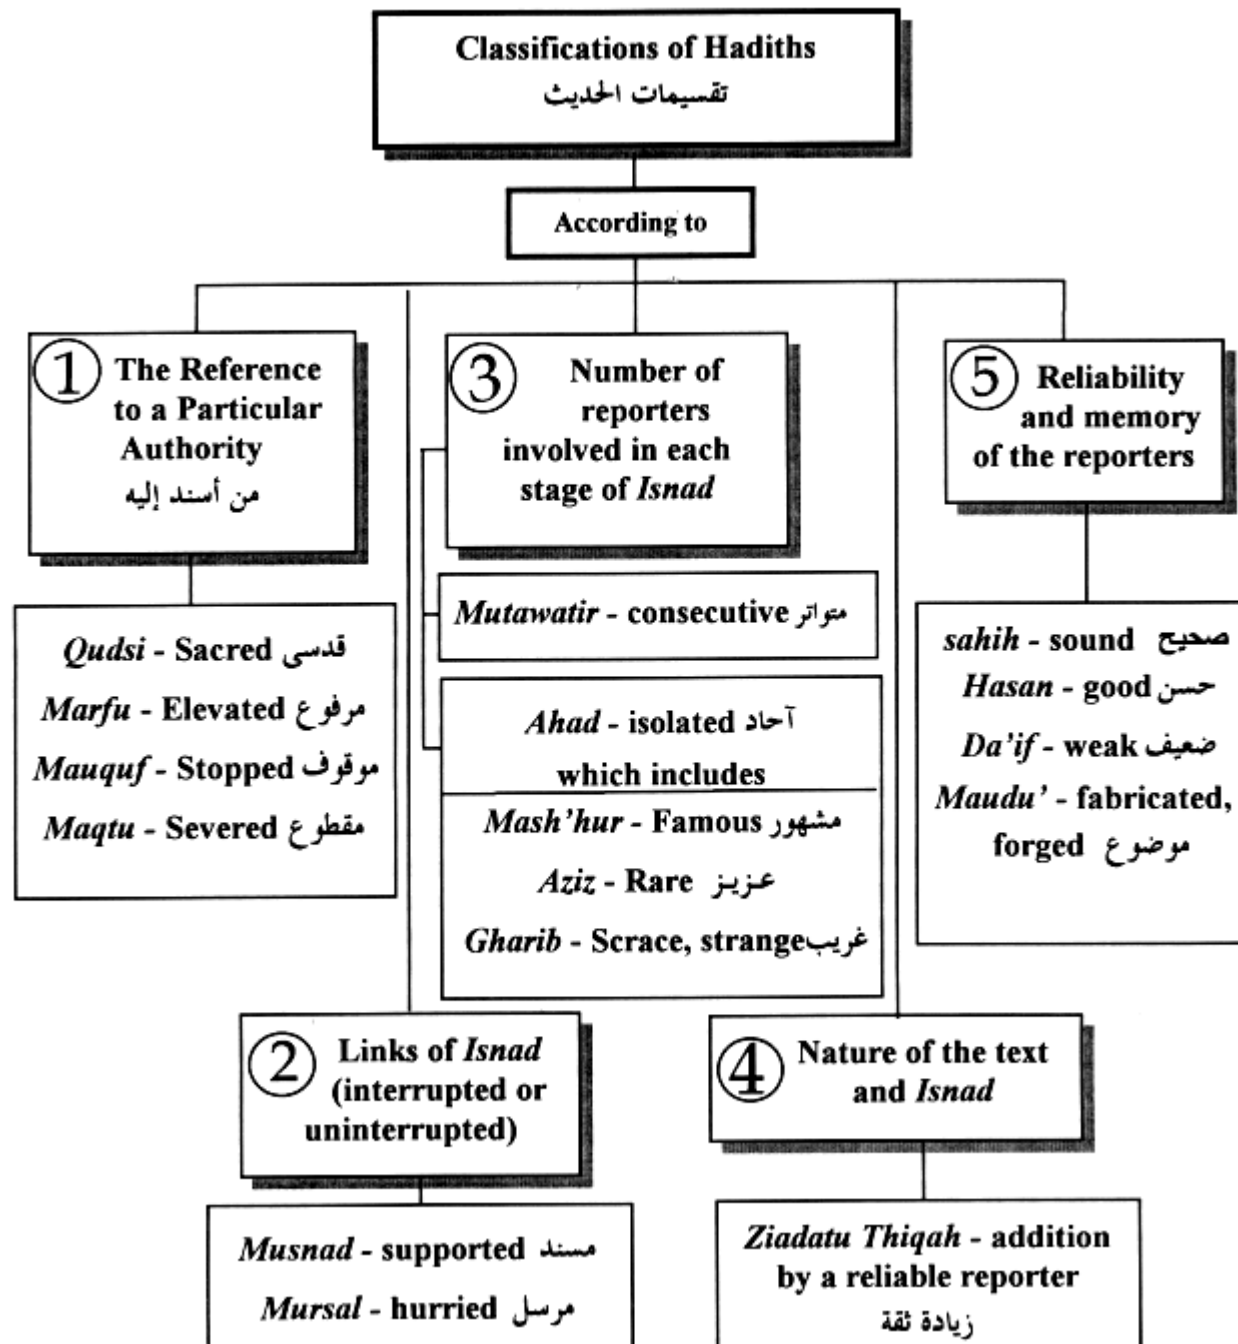 Classifications of Hadiths
تقسيمات الحديث
According to
1 The Reference
to a Particular
Authority
من أسند إليه
Qudsi - Sacred قدسى
Marfu - Elevated مرفوع
Mauquf - Stopped موقوف
Maqtu - Severed مقطوع
3 Number of
reporters
involved in each
stage of Isnad
Mutawatir - consecutive متواتر
Ahad - isolated آحاد
which includes
Mash'hur - Famous مشهور
Aziz - Rare عزيز
Gharib - Scrace, strange غريب
5 Reliability
and memory
of the reporters
sahih - sound صحيح
Hasan - good حسن
Da'if - weak ضعيف
Maudu' - fabricated,
forged موضوع
2 Links of Isnad
(interrupted or
uninterrupted)
Musnad - supported مسند
Mursal - hurried مرسل
4 Nature of the text
and Isnad
Ziadatu Thiqah - addition
by a reliable reporter
زيادة ثقة